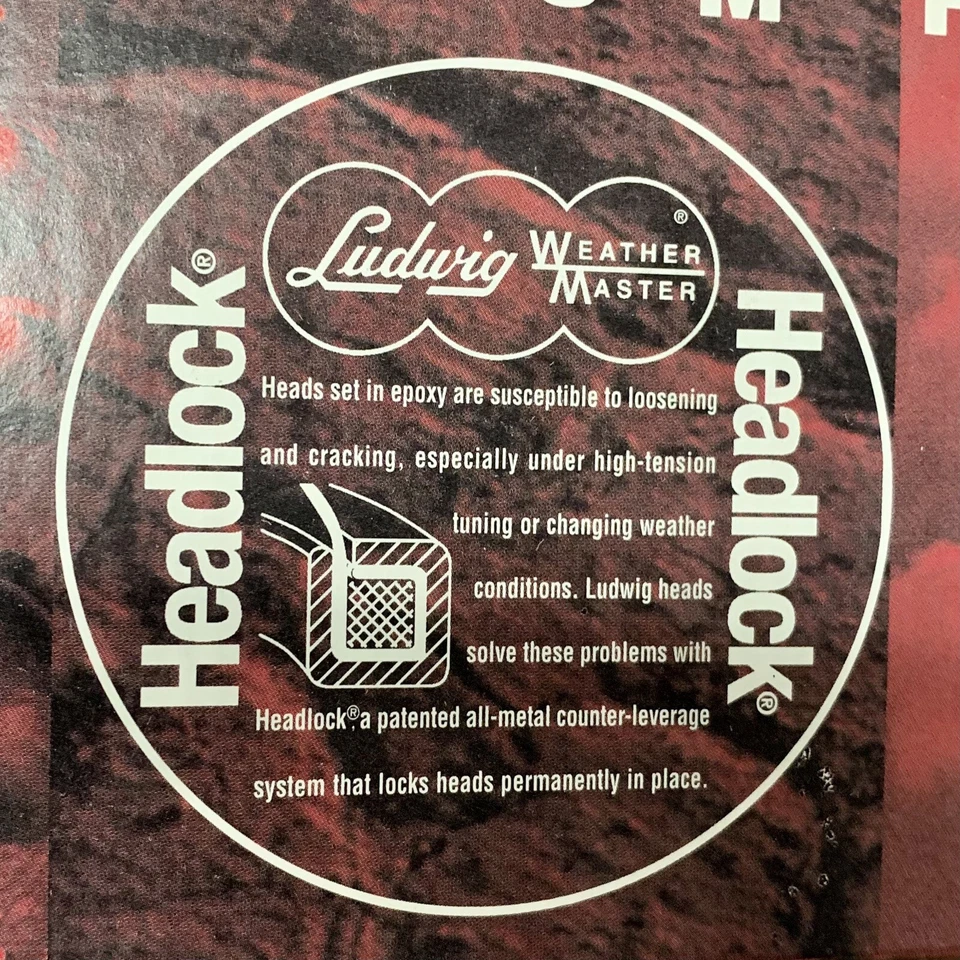 UM
Ludwig WEATHER MASTER®
Headlock®
Headlock®
Heads set in epoxy are susceptible to loosening
and cracking, especially under high-tension
tuning or changing weather
conditions. Ludwig heads
solve these problems with
Headlock®, a patented all-metal counter-leverage
system that locks heads permanently in place.